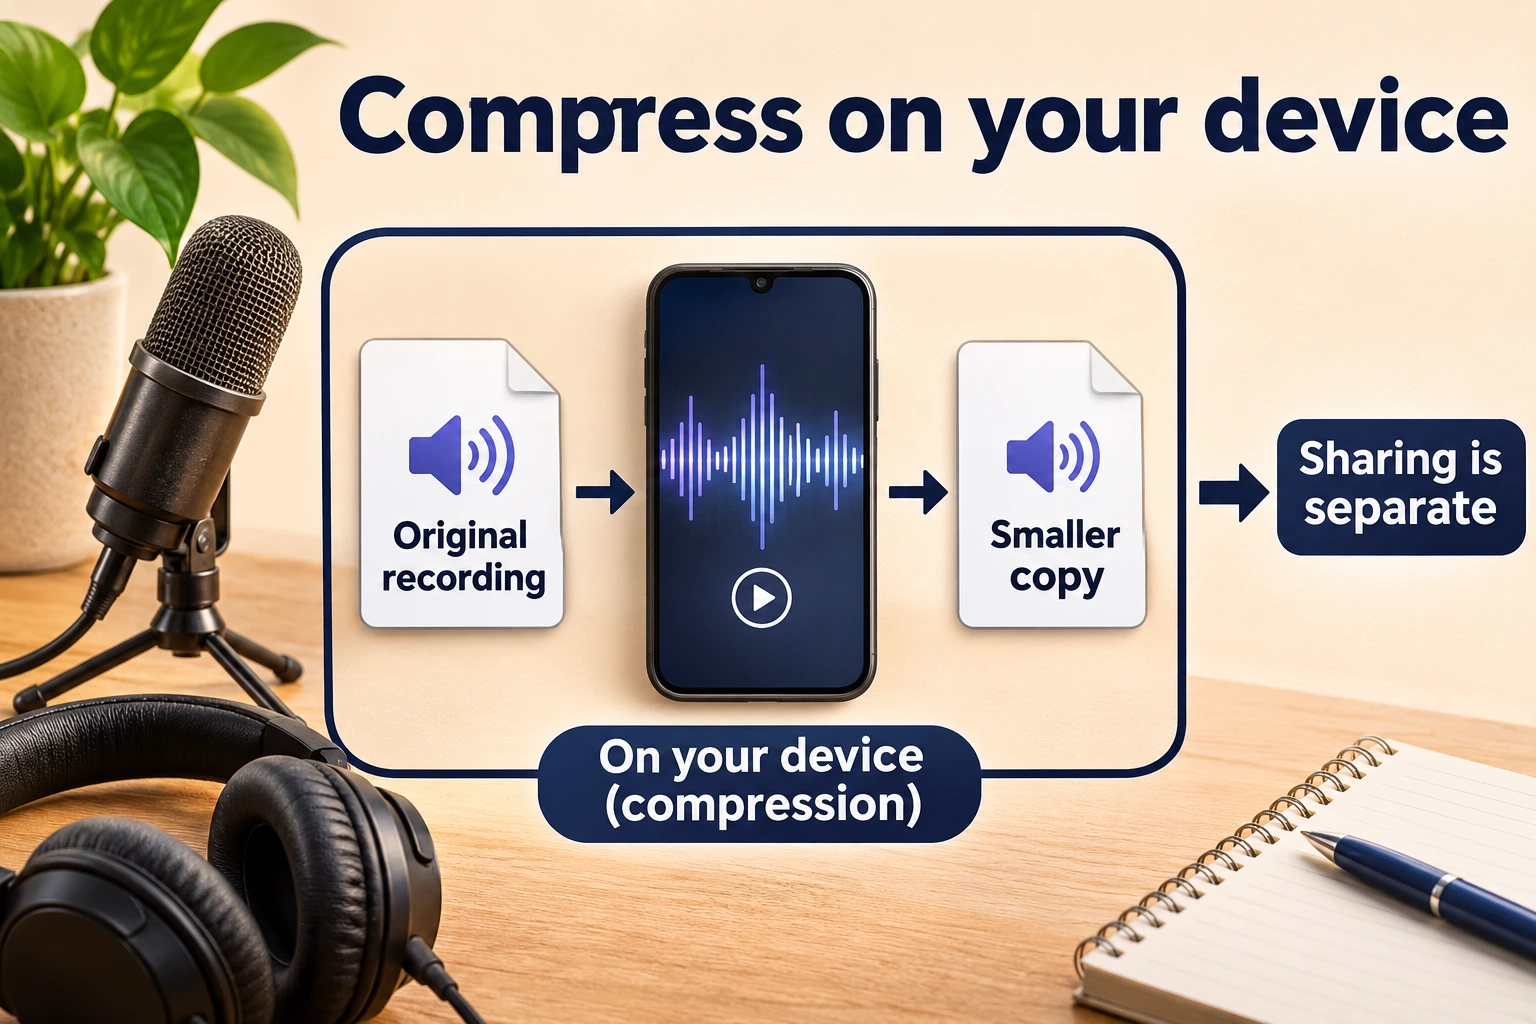 Compress on your device
Original
recording
Smaller
copy
Sharing is
separate
On your device
(compression)